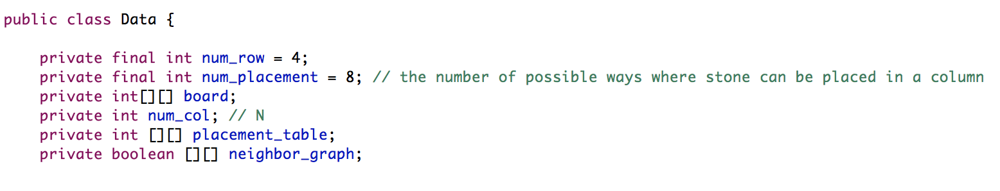 public class Data {
private final int num_row = 4;
private final int num_placement = 8; // the number of possible ways where stone can be placed in a column
private int[][] board;
private int num_col; // N
private int [][] placement_table;
private boolean [][] neighbor_graph;